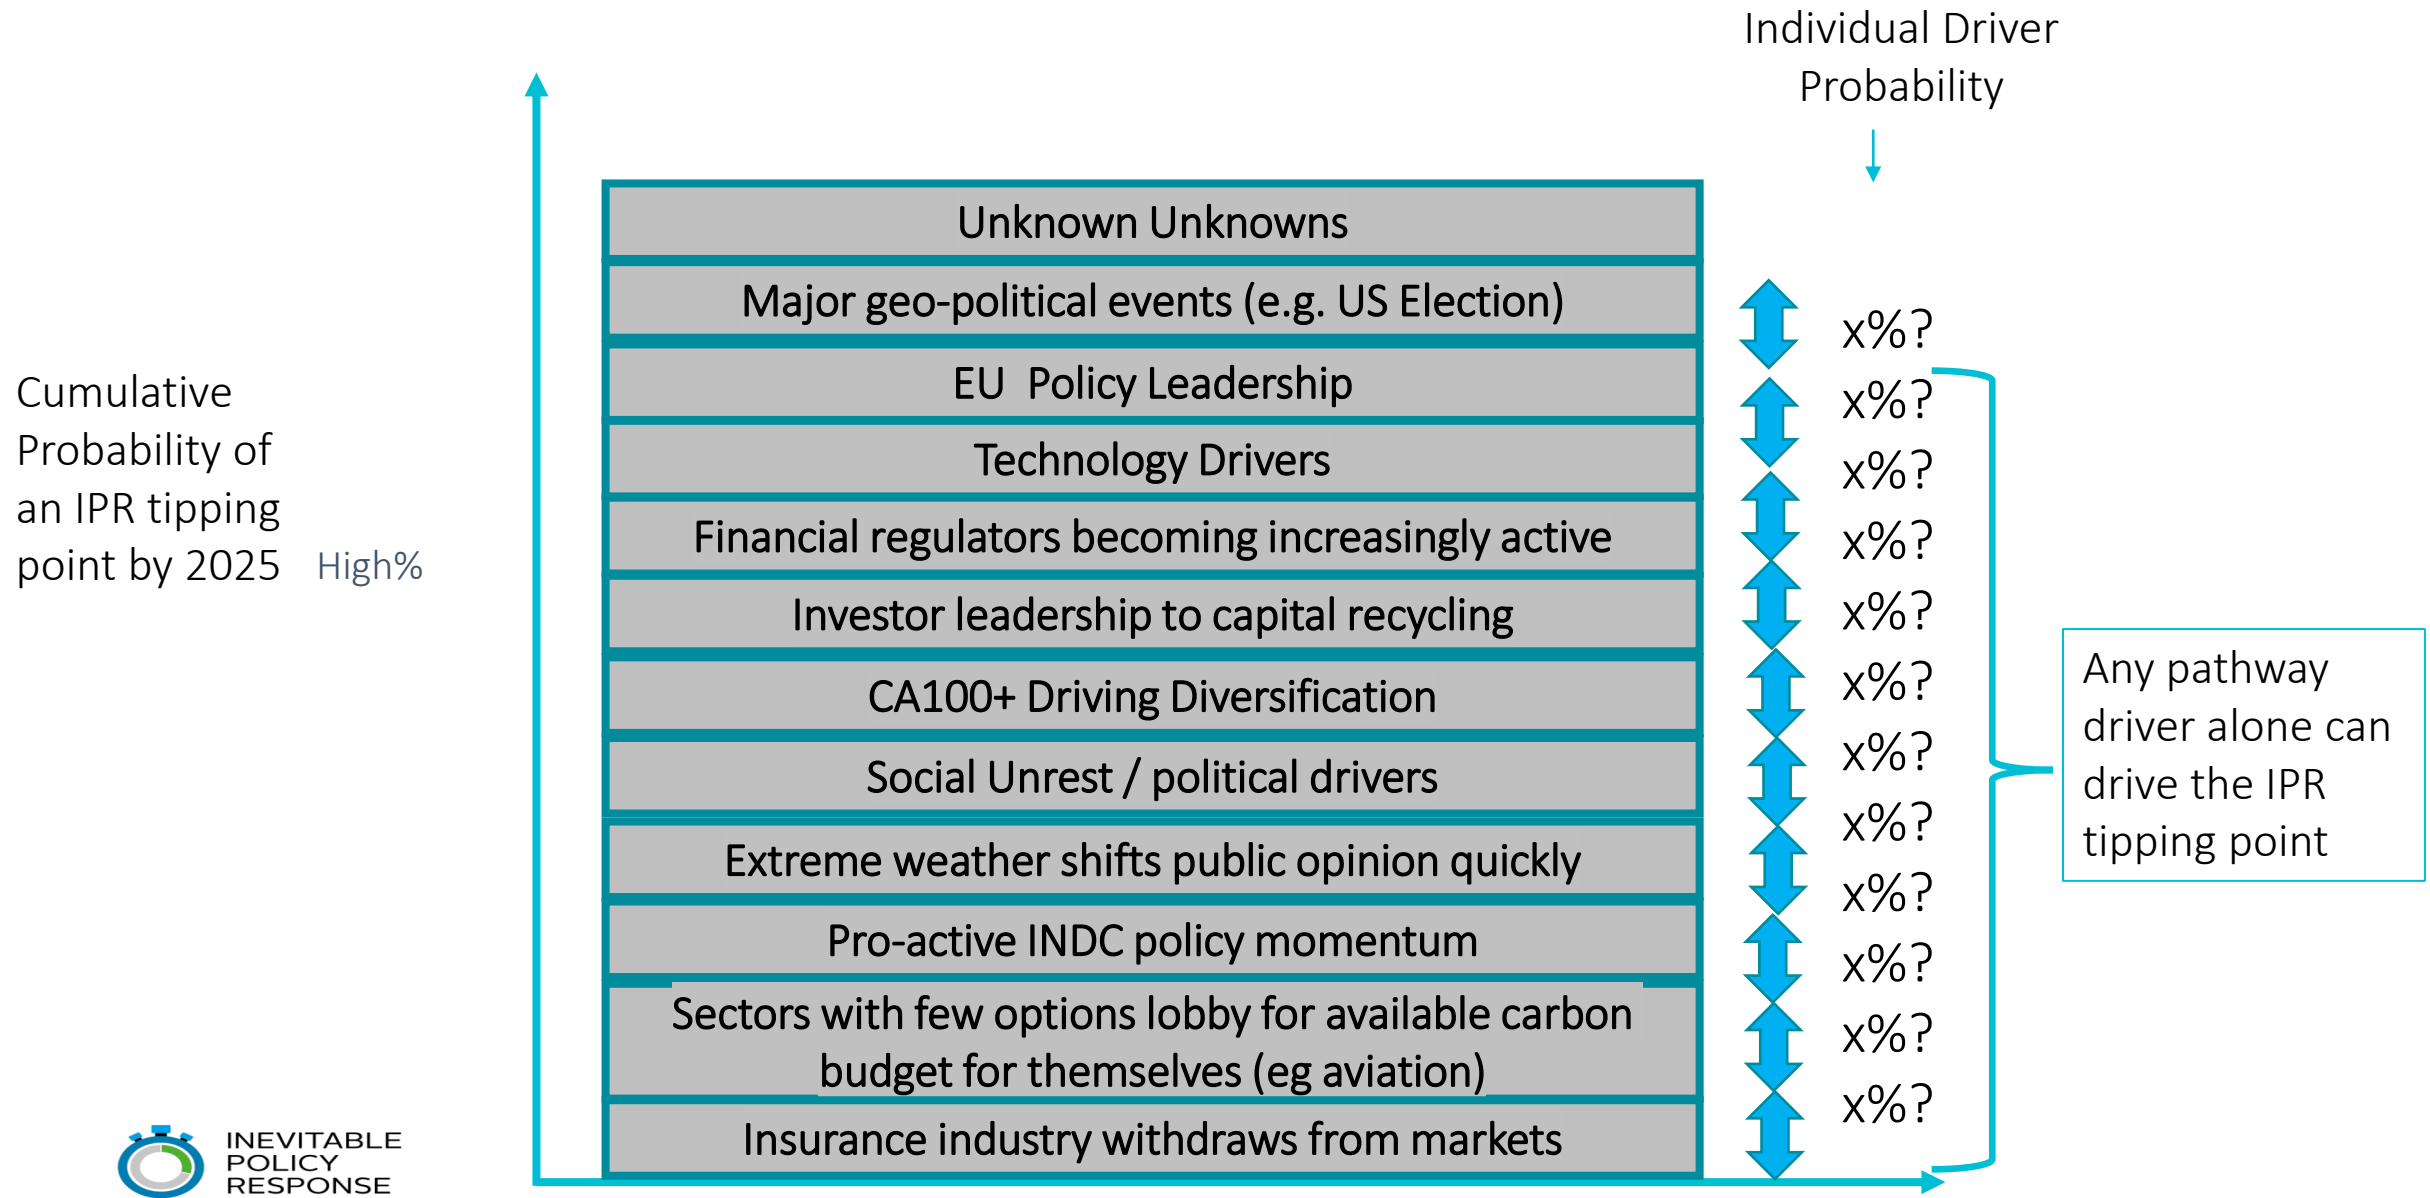 Individual Driver
Probability
Cumulative
Probability of
an IPR tipping
point by 2025
High%
Unknown Unknowns
Major geo-political events (e.g. US Election)
EU  Policy Leadership
Technology Drivers
Financial regulators becoming increasingly active
Investor leadership to capital recycling
CA100+ Driving Diversification
Social Unrest / political drivers
Extreme weather shifts public opinion quickly
Pro-active INDC policy momentum
Sectors with few options lobby for available carbon
budget for themselves (eg aviation)
Insurance industry withdraws from markets
x%?
x%?
x%?
x%?
x%?
x%?
x%?
x%?
x%?
x%?
x%?
x%?
Any pathway
driver alone can
drive the IPR
tipping point
INEVITABLE
POLICY
RESPONSE